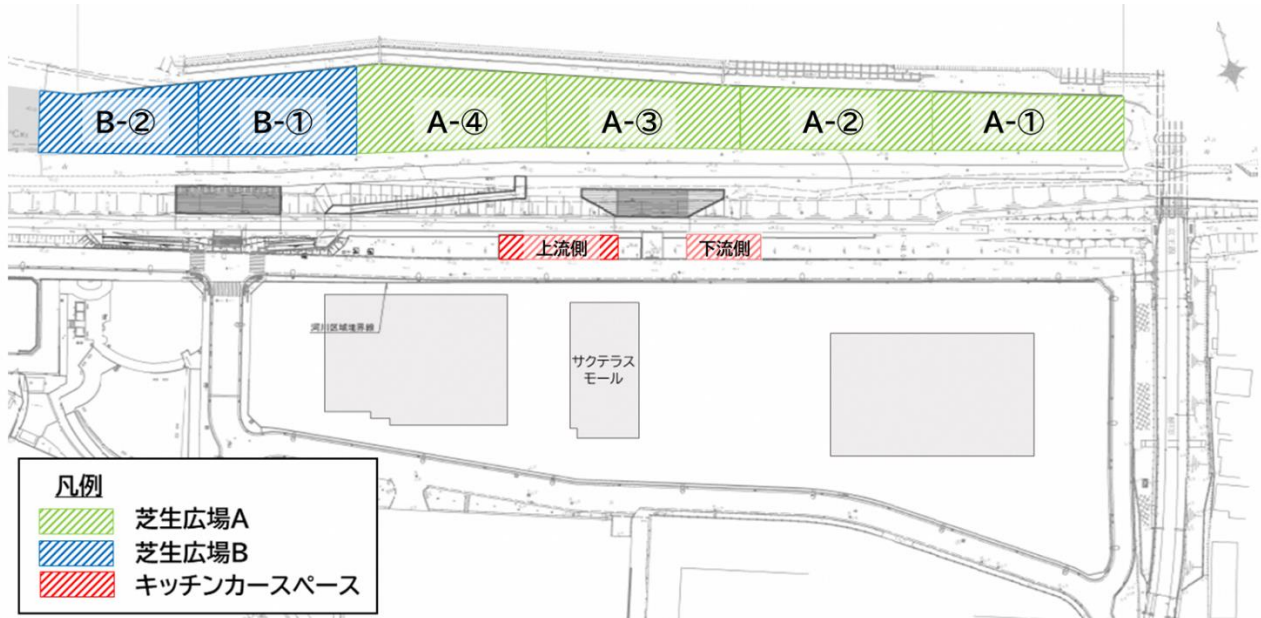 B-② B-① A-④ A-③ A-② A-①
上流側 下流側
河川区域境界線
サクテラス
モール
凡例
芝生広場A
芝生広場B
キッチンカースペース